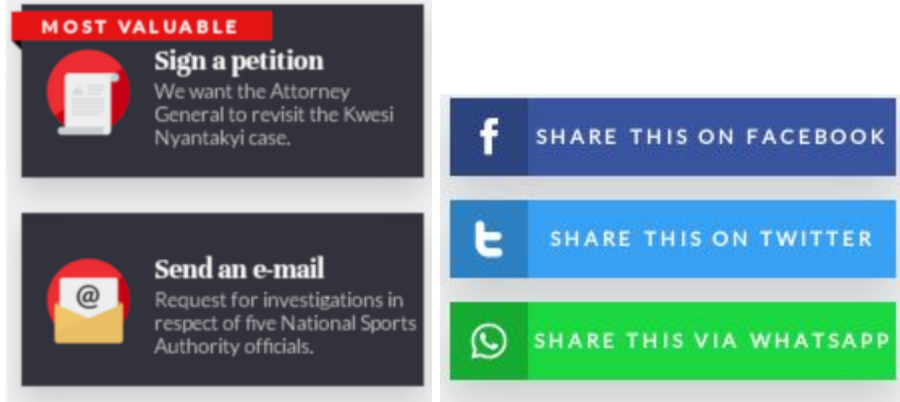 MOST VALUABLE
Sign a petition
We want the Attorney
General to revisit the Kwesi
Nyantakyi case.
@
Send an e-mail
Request for investigations in
respect of five National Sports
Authority officials.
f SHARE THIS ON FACEBOOK
t SHARE THIS ON TWITTER
SHARE THIS VIA WHATSAPP